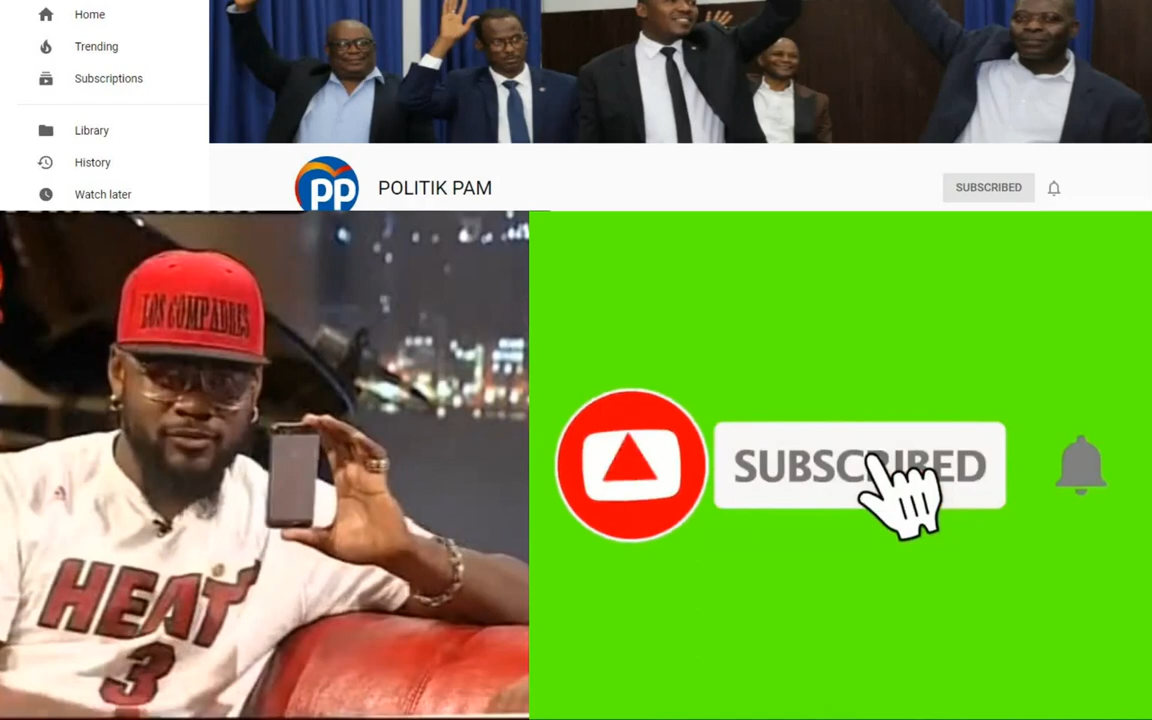 Home
Trending
Subscriptions
Library
History
Watch later
pp
POLITIK PAM
SUBSCRIBED
LOS COMPADRES
HEAT
3
SUBSCRIBED